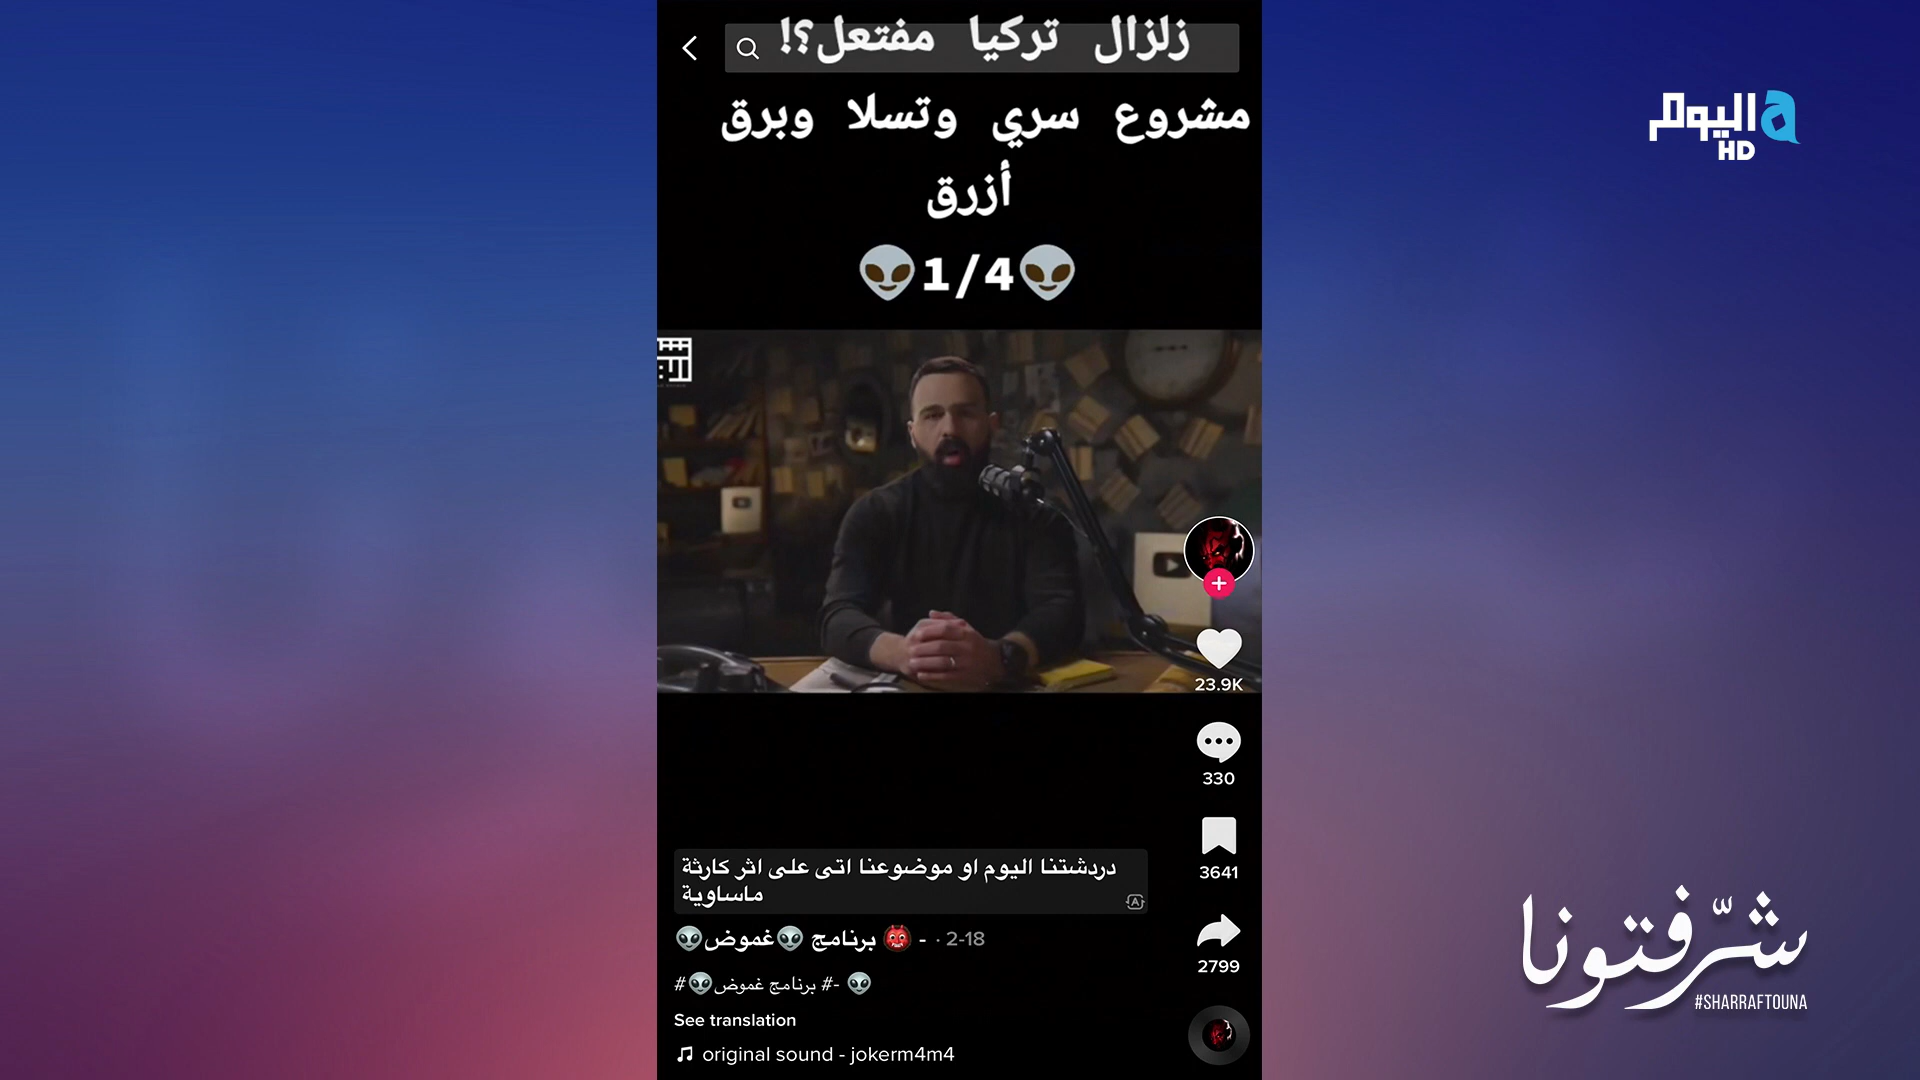 زلزال تركيا مفتعل؟!
مشروع سري وتسلا وبرق
أزرق
👽1/4👽
اليوم
HD
23.9K
330
3641
2799
دردشتنا اليوم او موضوعنا اتى على اثر كارثة
ماساوية
👽غموض👽 برنامج 👹 - · 2-18
#👽برنامج غموض #- 👽
See translation
original sound - jokerm4m4
شرّفتونا
#SHARRAFTOUNA